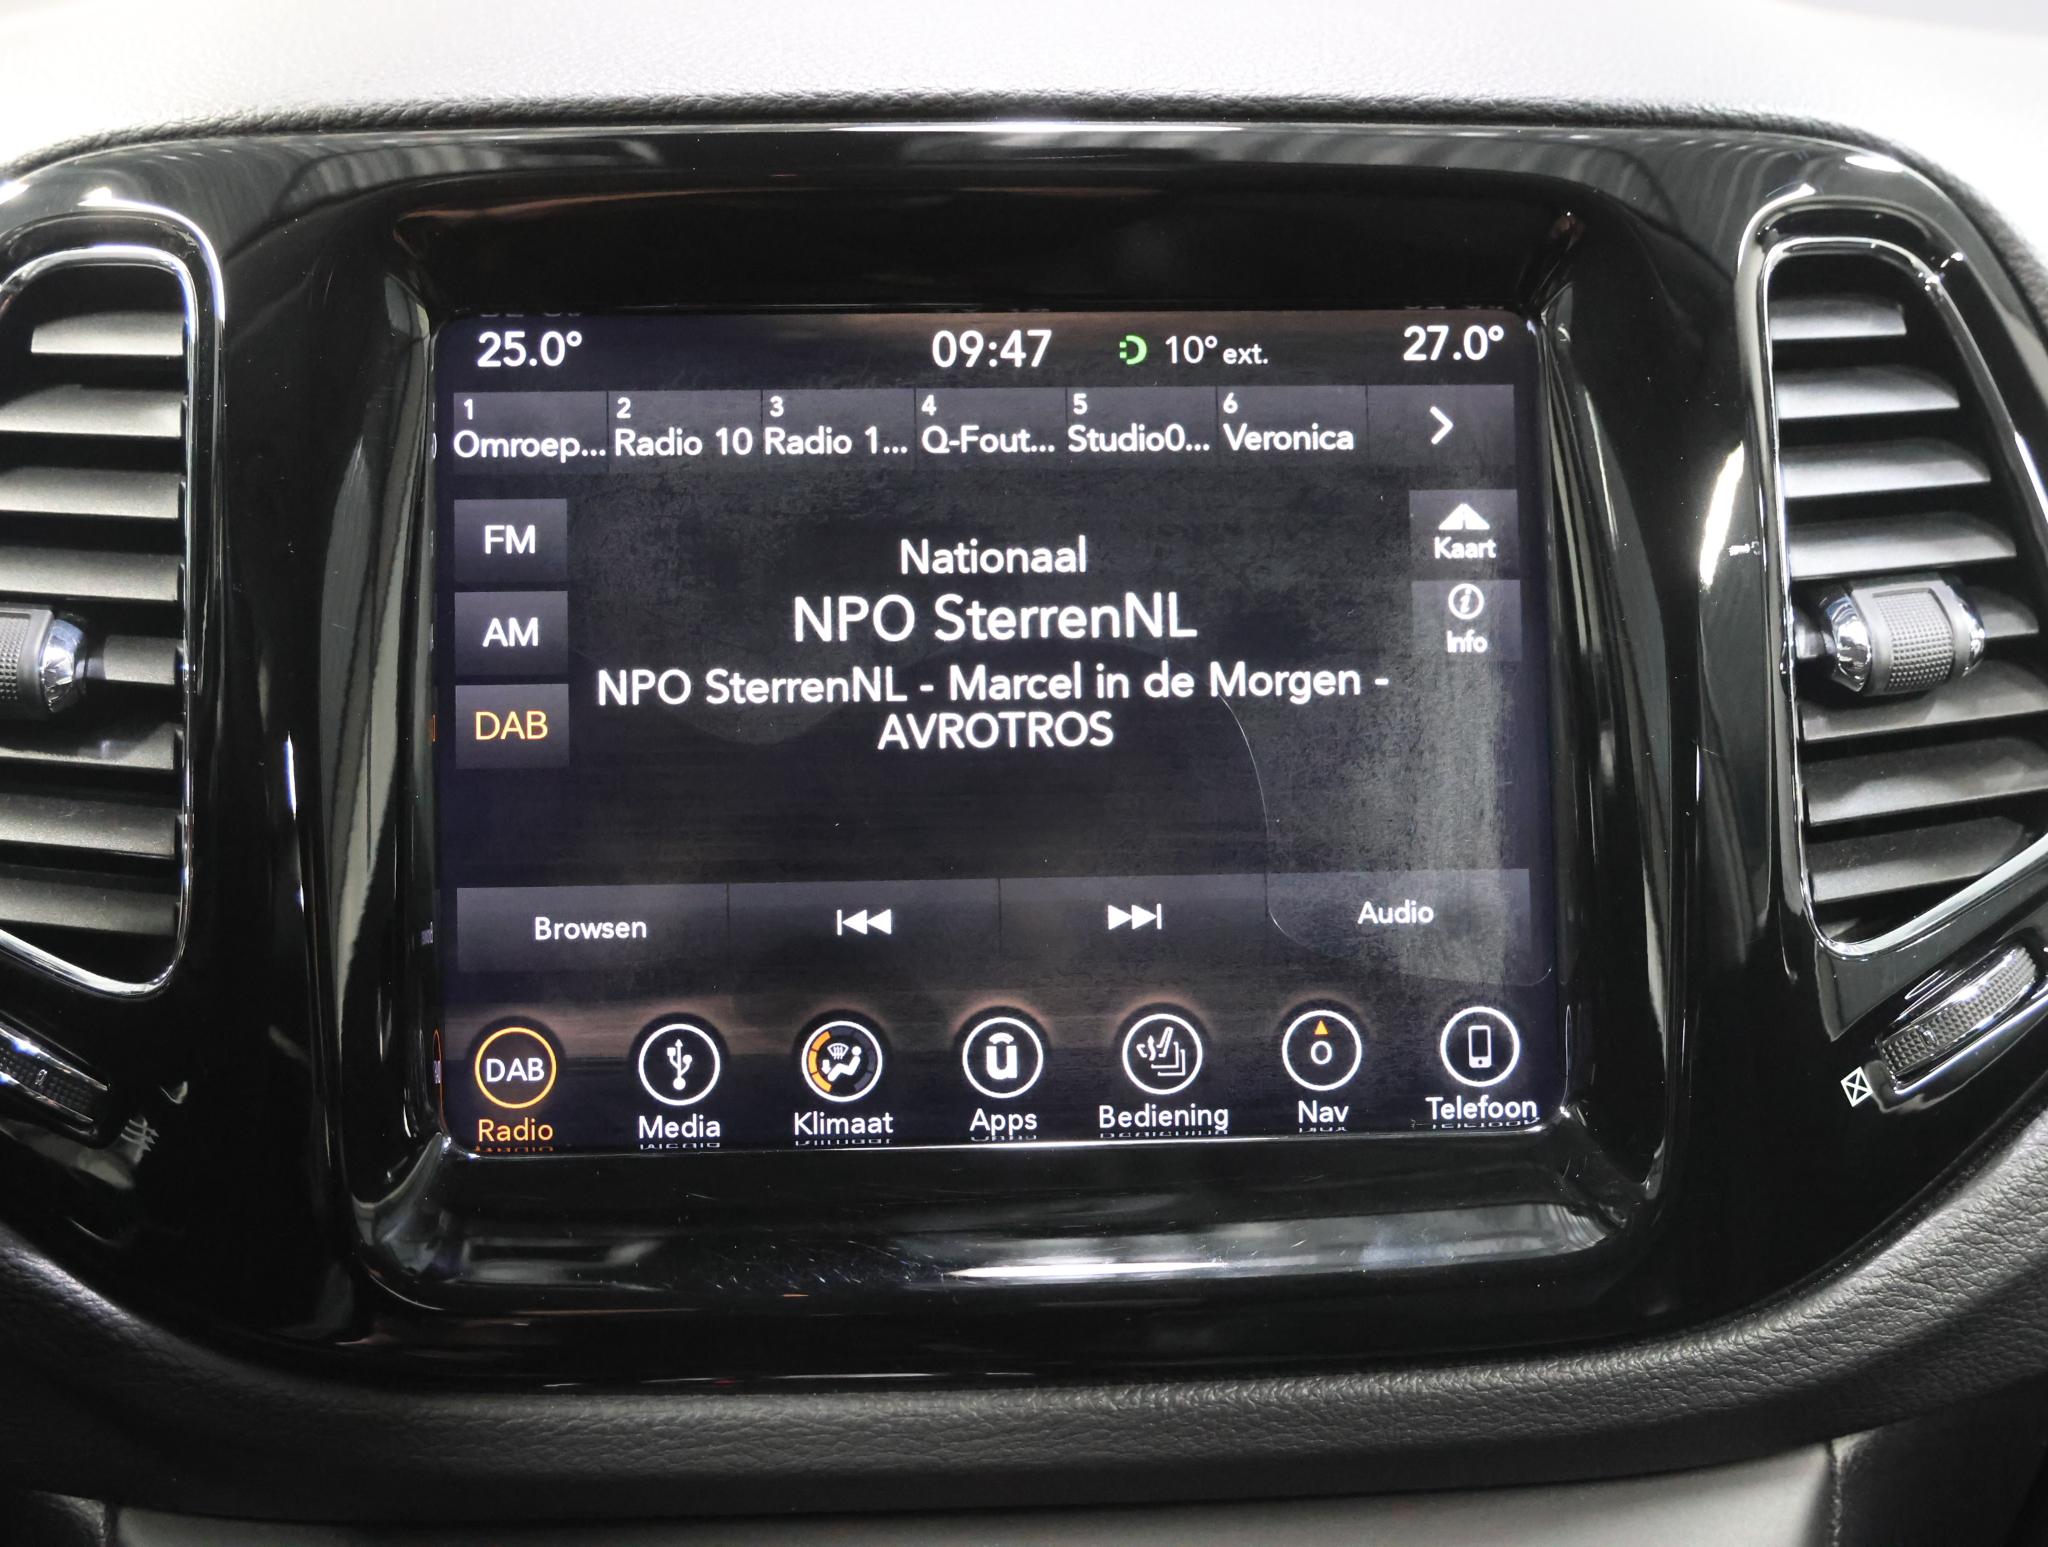 25.0° 09:47 10° ext. 27.0°
1 2 3 4 5 6
Omroep... Radio 10 Radio 1... Q-Fout... Studio0... Veronica
FM
AM
DAB
Nationaal
NPO SterrenNL
NPO SterrenNL - Marcel in de Morgen -
AVROTROS
Kaart
Info
Browsen Audio
DAB
Radio Media Klimaat Apps Bediening Nav Telefoon